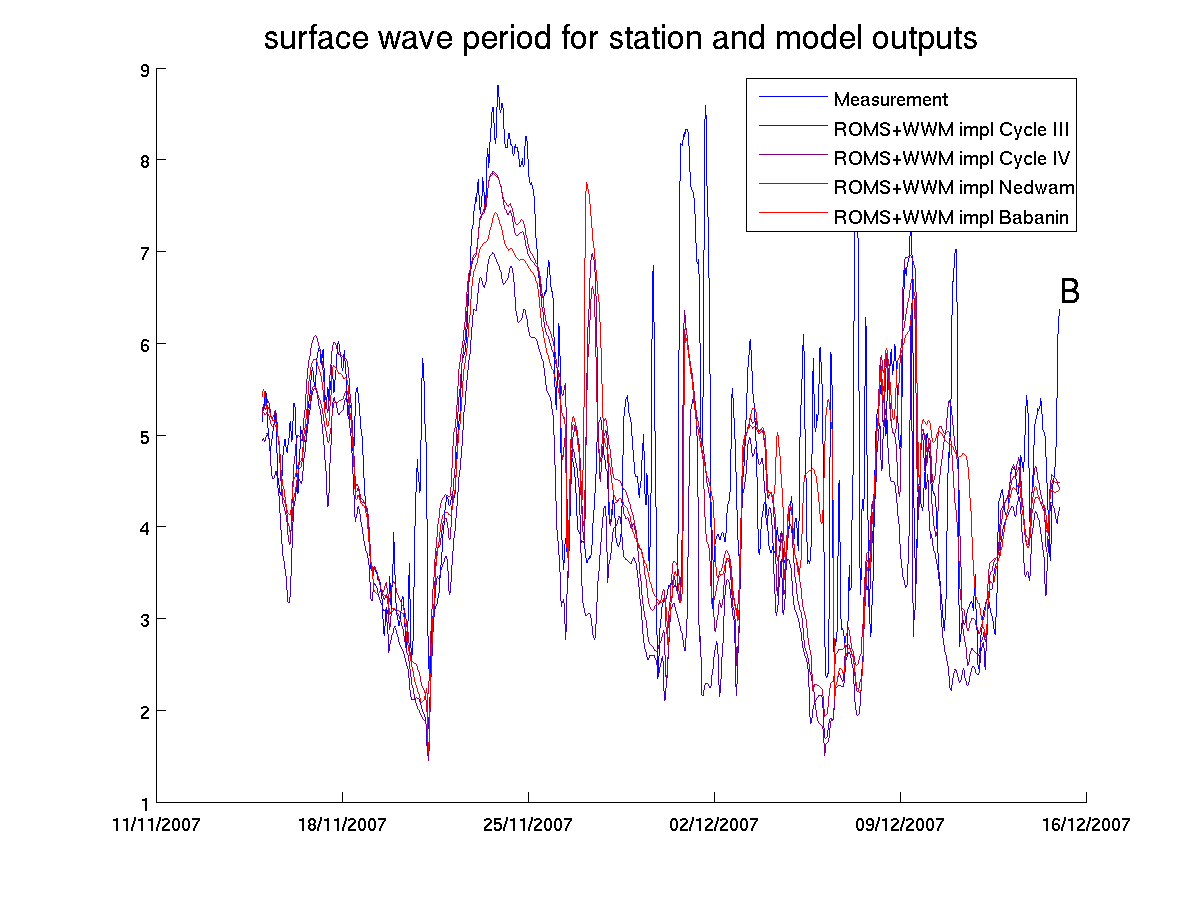 surface wave period for station and model outputs
9
8
7
6
5
4
3
2
1
Measurement
ROMS+WWM impl Cycle III
ROMS+WWM impl Cycle IV
ROMS+WWM impl Nedwam
ROMS+WWM impl Babanin
B
11/11/2007 18/11/2007 25/11/2007 02/12/2007 09/12/2007 16/12/2007